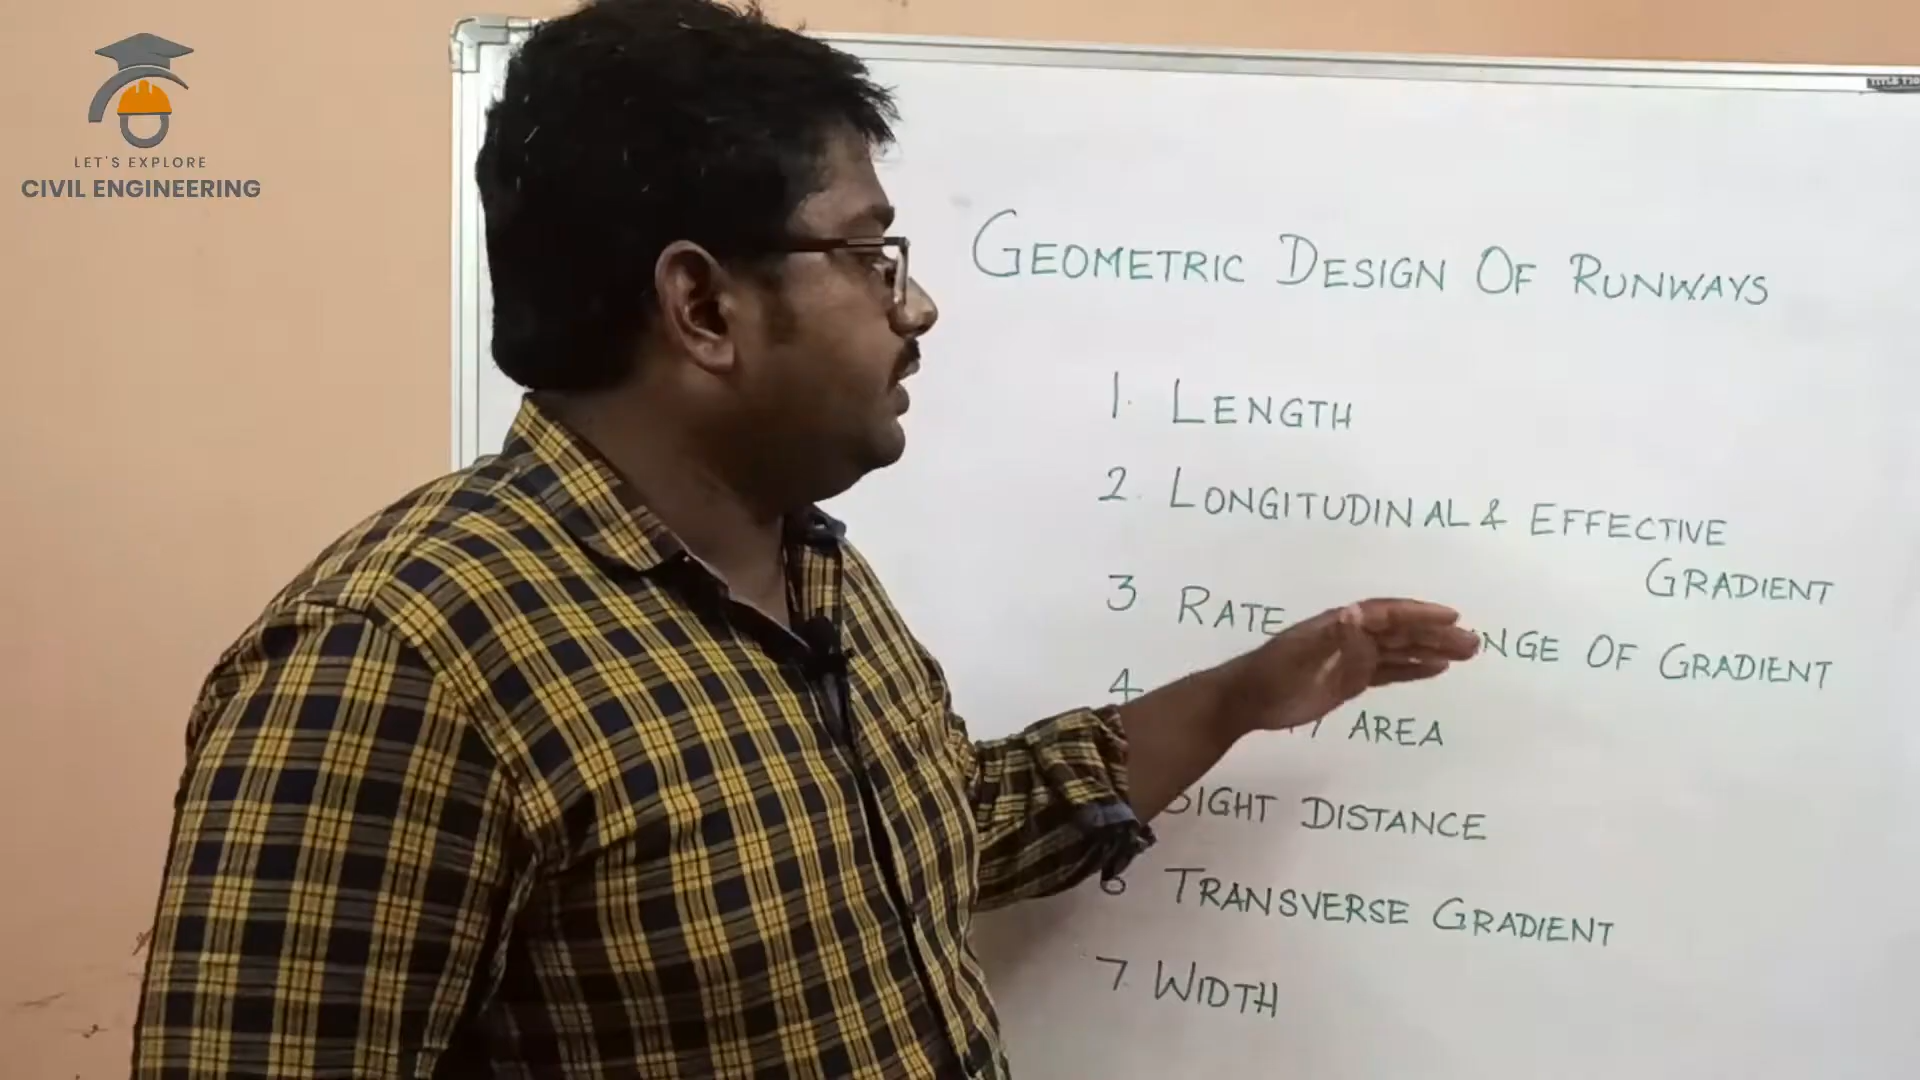 LET'S EXPLORE
CIVIL ENGINEERING
GEOMETRIC DESIGN OF RUNWAYS
1. LENGTH
2. LONGITUDINAL & EFFECTIVE
GRADIENT
3 RATE NGE OF GRADIENT
4 AREA
SIGHT DISTANCE
6 TRANSVERSE GRADIENT
7. WIDTH